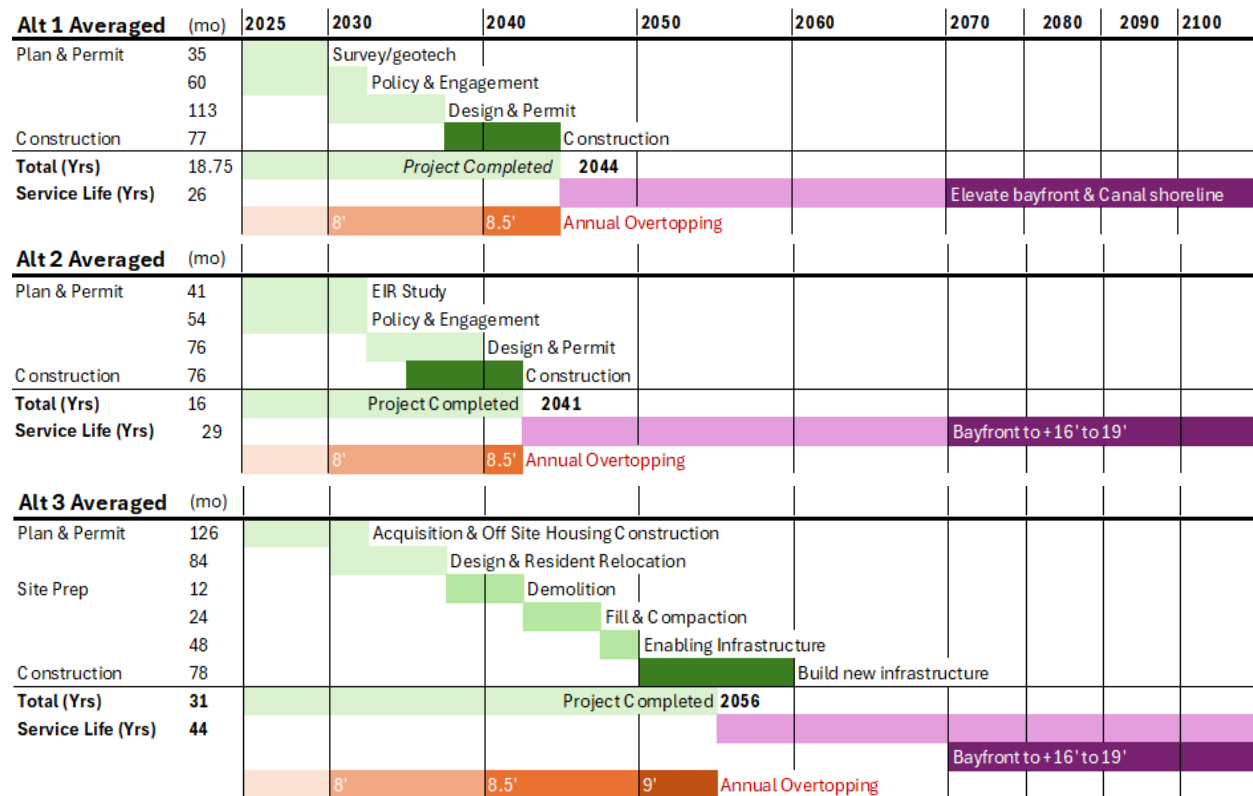 Alt 1 Averaged (mo) 2025 2030 2040 2050 2060 2070 2080 2090 2100
Plan & Permit 35 Survey/geotech
60 Policy & Engagement
113 Design & Permit
Construction 77 Construction
Total (Yrs) 18.75 Project Completed 2044
Service Life (Yrs) 26 Elevate bayfront & Canal shoreline
8' 8.5' Annual Overtopping
Alt 2 Averaged (mo)
Plan & Permit 41 EIR Study
54 Policy & Engagement
76 Design & Permit
Construction 76 Construction
Total (Yrs) 16 Project Completed 2041
Service Life (Yrs) 29 Bayfront to +16' to 19'
8' 8.5' Annual Overtopping
Alt 3 Averaged (mo)
Plan & Permit 126 Acquisition & Off Site Housing Construction
84 Design & Resident Relocation
Site Prep 12 Demolition
24 Fill & Compaction
48 Enabling Infrastructure
Construction 78 Build new infrastructure
Total (Yrs) 31 Project Completed 2056
Service Life (Yrs) 44
Bayfront to +16' to 19'
8' 8.5' 9' Annual Overtopping